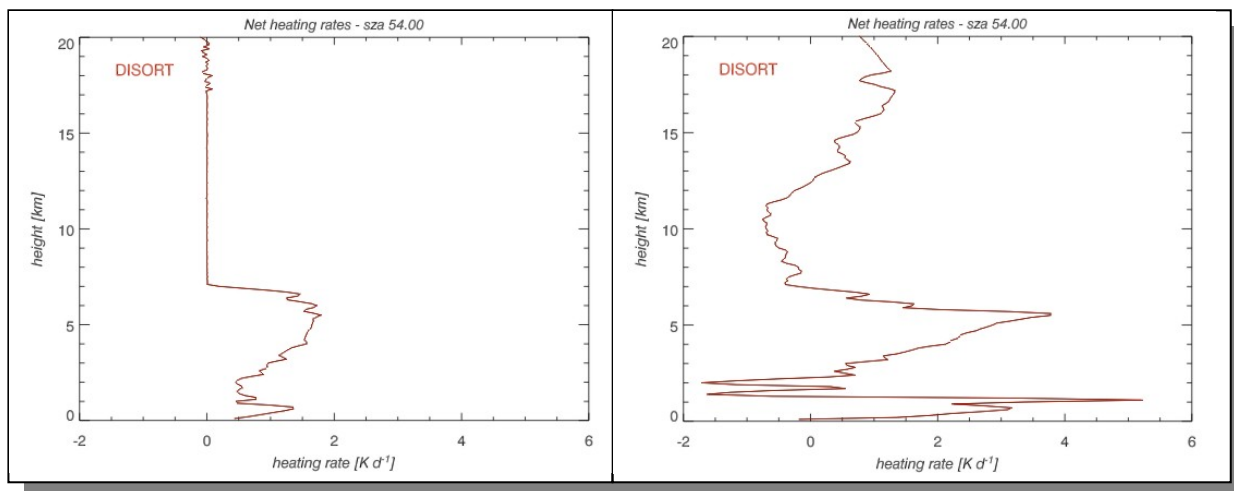 Net heating rates - sza 54.00
DISORT
20
15
10
5
0
height [km]
-2 0 2 4 6
heating rate [K d-1]
Net heating rates - sza 54.00
DISORT
20
15
10
5
0
height [km]
-2 0 2 4 6
heating rate [K d-1]